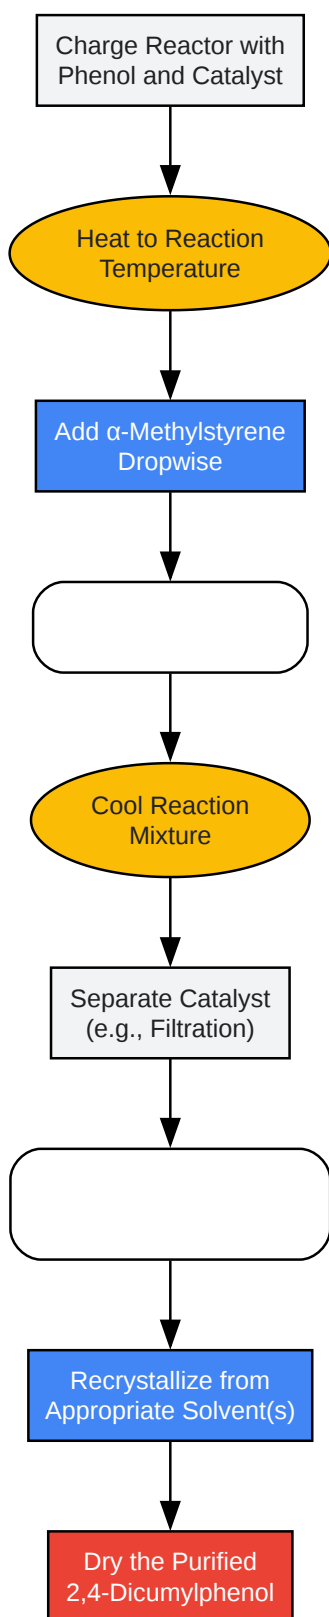 Charge Reactor with
Phenol and Catalyst
Heat to Reaction
Temperature
Add α-Methylstyrene
Dropwise
Cool Reaction
Mixture
Separate Catalyst
(e.g., Filtration)
Recrystallize from
Appropriate Solvent(s)
Dry the Purified
2,4-Dicumylphenol